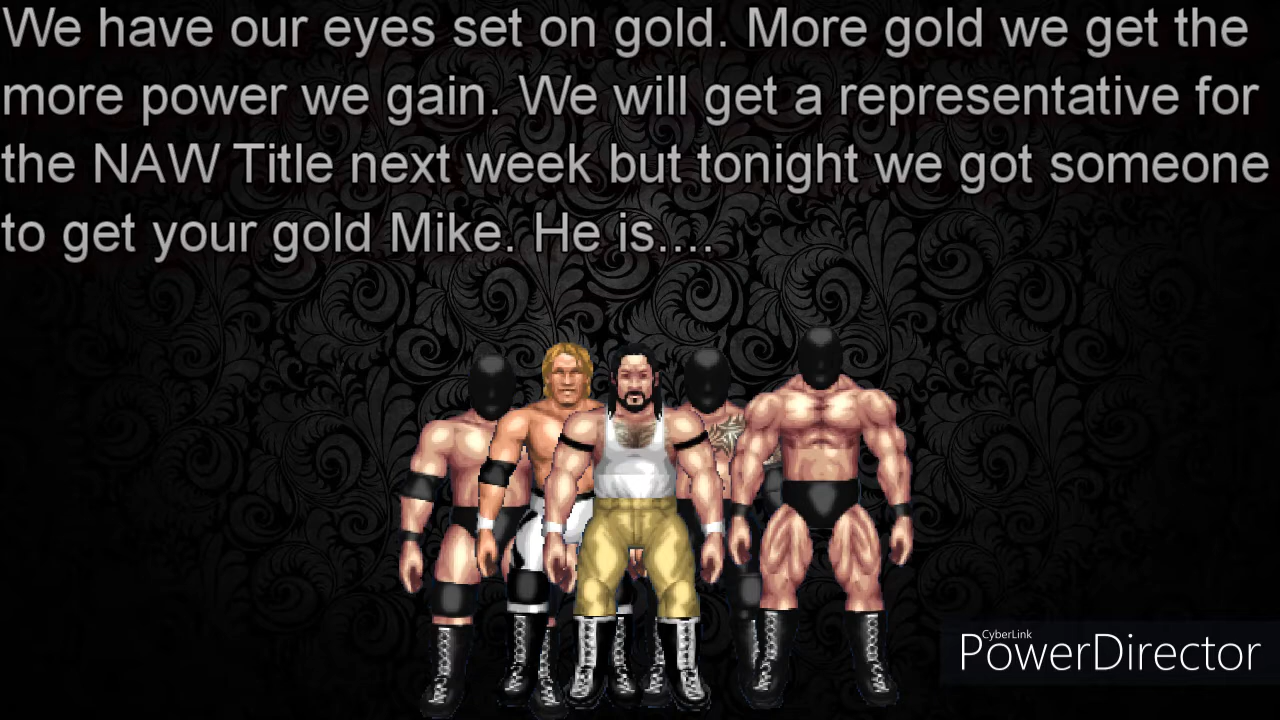 We have our eyes set on gold. More gold we get the
more power we gain. We will get a representative for
the NAW Title next week but tonight we got someone
to get your gold Mike. He is....
CyberLink
PowerDirector